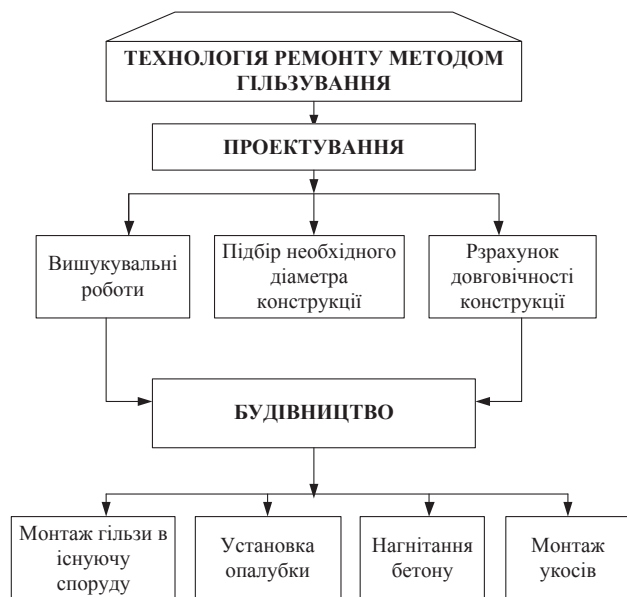 ТЕХНОЛОГІЯ РЕМОНТУ МЕТОДОМ
ГІЛЬЗУВАННЯ
ПРОЕКТУВАННЯ
Вишукувальні
роботи
Підбір необхідного
діаметра
конструкції
Рзрахунок
довговічності
конструкції
БУДІВНИЦТВО
Монтаж гільзи в
існуючу
споруду
Установка
опалубки
Нагнітання
бетону
Монтаж
укосів